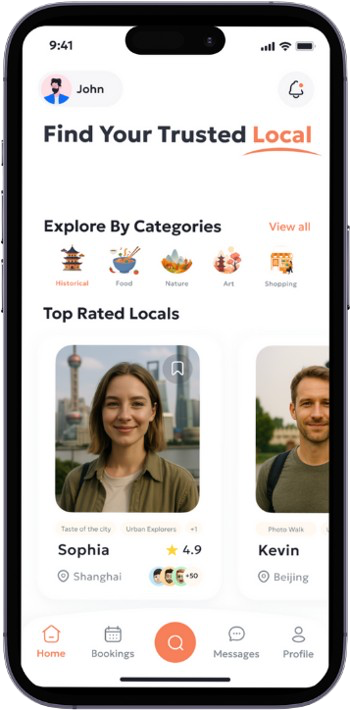 9:41
John
Find Your Trusted Local
Explore By Categories
View all
Historical
Food
Nature
Art
Shopping
Top Rated Locals
Taste of the city
Urban Explorers
+1
Photo Walk
Sophia
4.9
Kevin
Shanghai
+50
Beijing
Home
Bookings
Messages
Profile